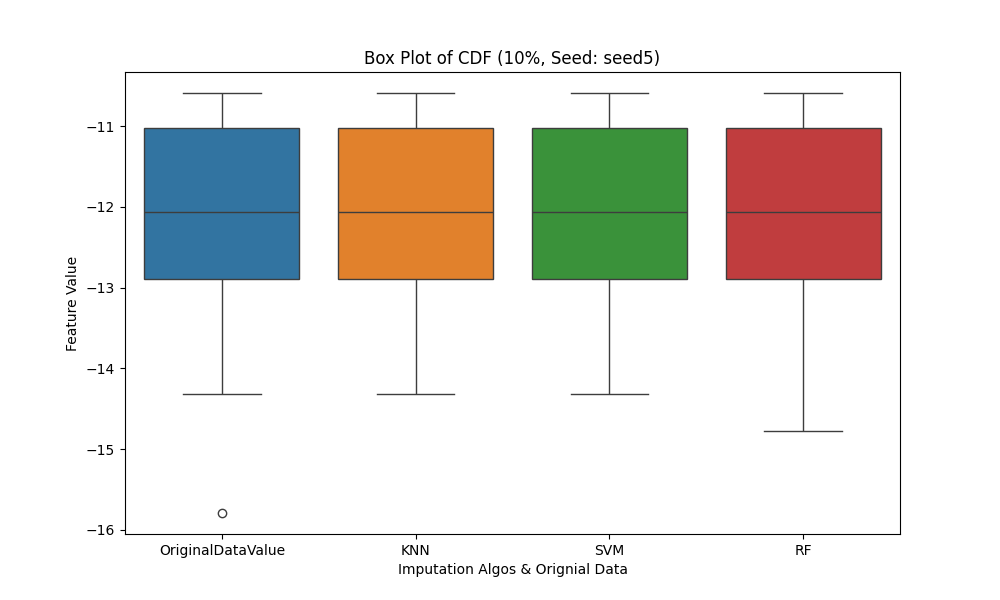 Box Plot of CDF (10%, Seed: seed5)
Feature Value
−11
−12
−13
−14
−15
−16
OriginalDataValue
KNN
SVM
RF
Imputation Algos & Orignial Data